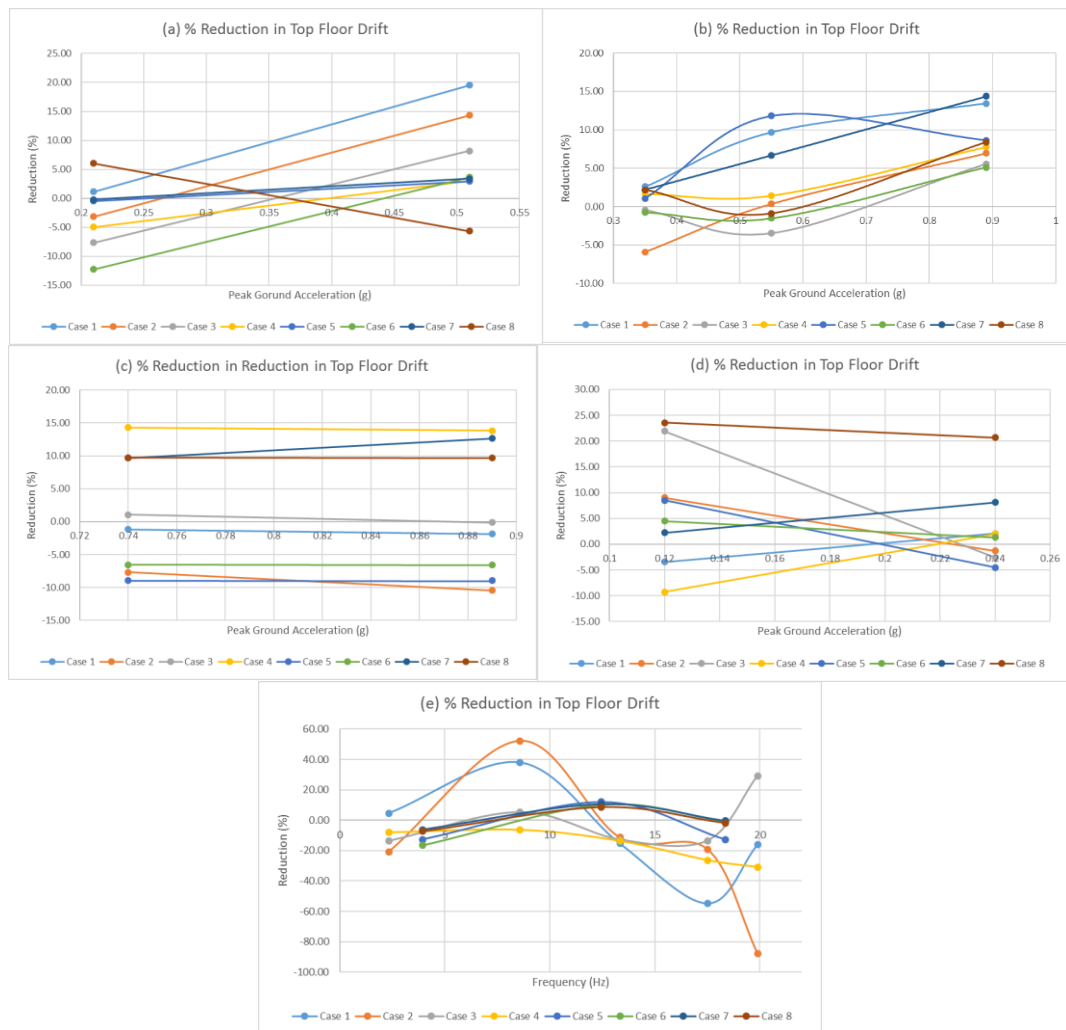 (a) % Reduction in Top Floor Drift
25.00
20.00
15.00
10.00
5.00
0.00
-5.00
-10.00
-15.00
Reduction (%)
0.2 0.25 0.3 0.35 0.4 0.45 0.5 0.55
Peak Gorund Acceleration (g)
Case 1 Case 2 Case 3 Case 4 Case 5 Case 6 Case 7 Case 8
(b) % Reduction in Top Floor Drift
20.00
15.00
10.00
5.00
0.00
-5.00
-10.00
Reduction (%)
0.3 0.4 0.5 0.6 0.7 0.8 0.9 1
Peak Ground Acceleration (g)
Case 1 Case 2 Case 3 Case 4 Case 5 Case 6 Case 7 Case 8
(c) % Reduction in Reduction in Top Floor Drift
20.00
15.00
10.00
5.00
0.00
-5.00
-10.00
-15.00
Reduction (%)
0.72 0.74 0.76 0.78 0.8 0.82 0.84 0.86 0.88 0.9
Peak Ground Acceleration (g)
Case 1 Case 2 Case 3 Case 4 Case 5 Case 6 Case 7 Case 8
(d) % Reduction in Top Floor Drift
30.00
25.00
20.00
15.00
10.00
5.00
0.00
-5.00
-10.00
-15.00
Reduction (%)
0.1 0.12 0.14 0.16 0.18 0.2 0.22 0.24 0.26
Peak Ground Acceleration (g)
Case 1 Case 2 Case 3 Case 4 Case 5 Case 6 Case 7 Case 8
(e) % Reduction in Top Floor Drift
60.00
40.00
20.00
0.00
-20.00
-40.00
-60.00
-80.00
-100.00
Reduction (%)
0 5 10 15 20
Frequency (Hz)
Case 1 Case 2 Case 3 Case 4 Case 5 Case 6 Case 7 Case 8